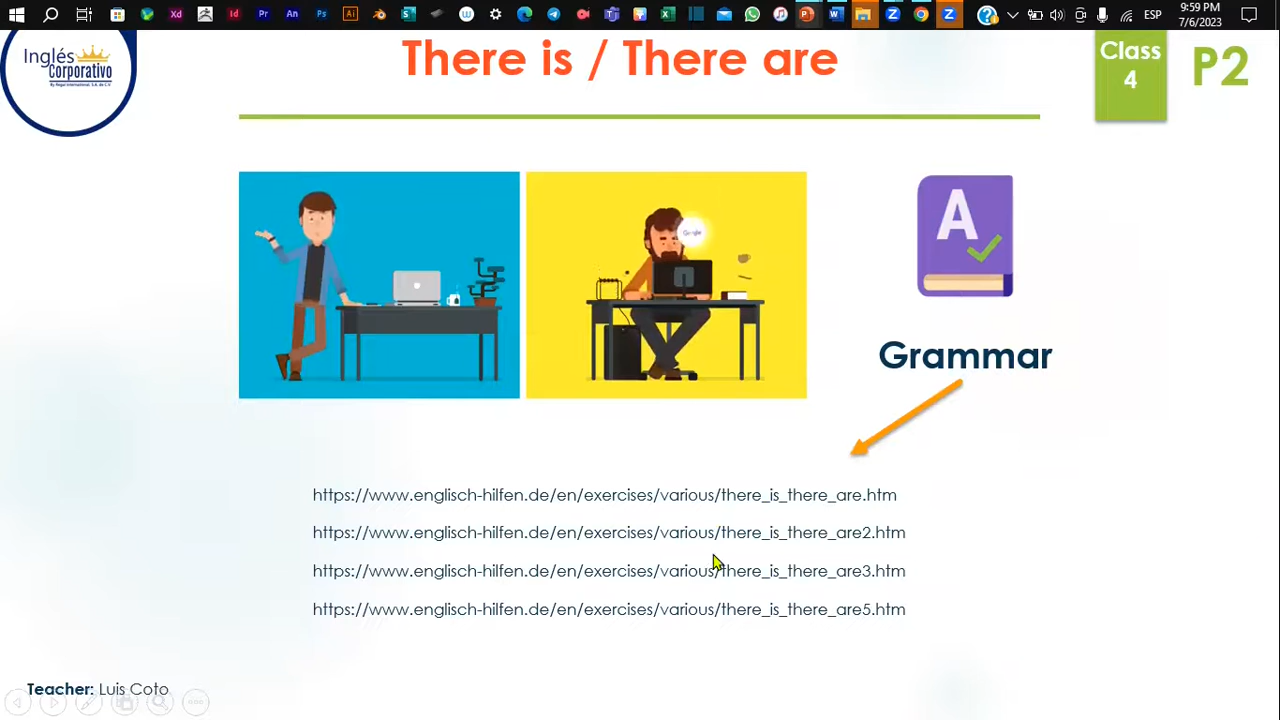 9:59 PM
ESP
7/6/2023
Inglés
Corporativo
There is / There are
Class
4
P2
Google
A
Grammar
https://www.englisch-hilfen.de/en/exercises/various/there_is_there_are.htm
https://www.englisch-hilfen.de/en/exercises/various/there_is_there_are2.htm
https://www.englisch-hilfen.de/en/exercises/various/there_is_there_are3.htm
https://www.englisch-hilfen.de/en/exercises/various/there_is_there_are5.htm
Teacher: Luis Coto